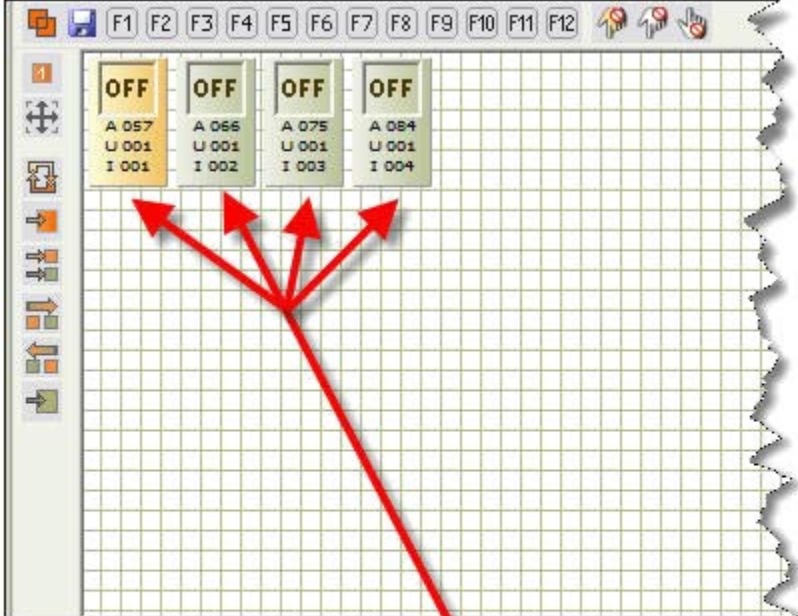 F1 F2 F3 F4 F5 F6 F7 F8 F9 F10 F11 F12
1
OFF OFF OFF OFF
A 057 A 066 A 075 A 084
U 001 U 001 U 001 U 001
I 001 I 002 I 003 I 004